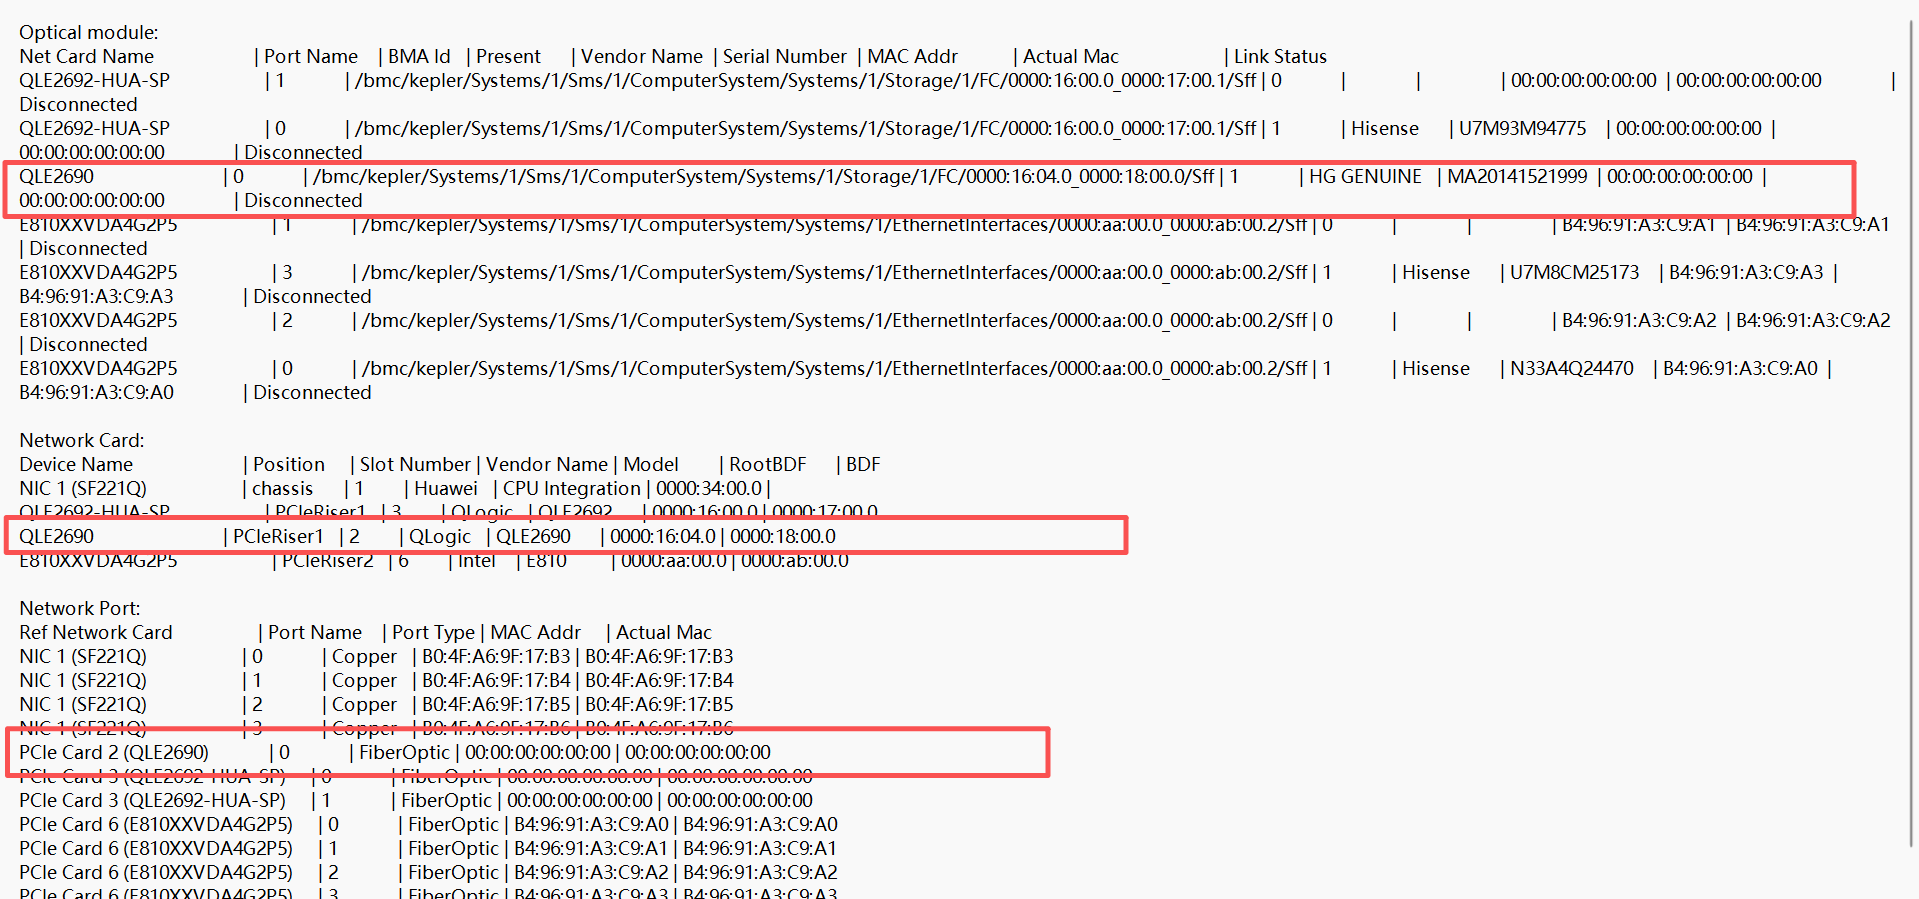 Optical module:
Net Card Name | Port Name | BMA Id | Present | Vendor Name | Serial Number | MAC Addr | Actual Mac | Link Status
QLE2692-HUA-SP | 1 | /bmc/kepler/Systems/1/Sms/1/ComputerSystem/Systems/1/Storage/1/FC/0000:16:00.0_0000:17:00.1/Sff | 0 | | | 00:00:00:00:00:00 | 00:00:00:00:00:00 |
Disconnected
QLE2692-HUA-SP | 0 | /bmc/kepler/Systems/1/Sms/1/ComputerSystem/Systems/1/Storage/1/FC/0000:16:00.0_0000:17:00.1/Sff | 1 | Hisense | U7M93M94775 | 00:00:00:00:00:00 |
00:00:00:00:00:00 | Disconnected
QLE2690 | 0 | /bmc/kepler/Systems/1/Sms/1/ComputerSystem/Systems/1/Storage/1/FC/0000:16:04.0_0000:18:00.0/Sff | 1 | HG GENUINE | MA20141521999 | 00:00:00:00:00:00 |
00:00:00:00:00:00 | Disconnected
E810XXVDA4G2P5 | 1 | /bmc/kepler/Systems/1/Sms/1/ComputerSystem/Systems/1/EthernetInterfaces/0000:aa:00.0_0000:ab:00.2/Sff | 0 | | | B4:96:91:A3:C9:A1 | B4:96:91:A3:C9:A1
| Disconnected
E810XXVDA4G2P5 | 3 | /bmc/kepler/Systems/1/Sms/1/ComputerSystem/Systems/1/EthernetInterfaces/0000:aa:00.0_0000:ab:00.2/Sff | 1 | Hisense | U7M8CM25173 | B4:96:91:A3:C9:A3 |
B4:96:91:A3:C9:A3 | Disconnected
E810XXVDA4G2P5 | 2 | /bmc/kepler/Systems/1/Sms/1/ComputerSystem/Systems/1/EthernetInterfaces/0000:aa:00.0_0000:ab:00.2/Sff | 0 | | | B4:96:91:A3:C9:A2 | B4:96:91:A3:C9:A2
| Disconnected
E810XXVDA4G2P5 | 0 | /bmc/kepler/Systems/1/Sms/1/ComputerSystem/Systems/1/EthernetInterfaces/0000:aa:00.0_0000:ab:00.2/Sff | 1 | Hisense | N33A4Q24470 | B4:96:91:A3:C9:A0 |
B4:96:91:A3:C9:A0 | Disconnected
Network Card:
Device Name | Position | Slot Number | Vendor Name | Model | RootBDF | BDF
NIC 1 (SF221Q) | chassis | 1 | Huawei | CPU Integration | 0000:34:00.0 |
QLE2692-HUA-SP | PCIeRiser1 | 3 | QLogic | QLE2692 | 0000:16:00.0 | 0000:17:00.0
QLE2690 | PCIeRiser1 | 2 | QLogic | QLE2690 | 0000:16:04.0 | 0000:18:00.0
E810XXVDA4G2P5 | PCIeRiser2 | 6 | Intel | E810 | 0000:aa:00.0 | 0000:ab:00.0
Network Port:
Ref Network Card | Port Name | Port Type | MAC Addr | Actual Mac
NIC 1 (SF221Q) | 0 | Copper | B0:4F:A6:9F:17:B3 | B0:4F:A6:9F:17:B3
NIC 1 (SF221Q) | 1 | Copper | B0:4F:A6:9F:17:B4 | B0:4F:A6:9F:17:B4
NIC 1 (SF221Q) | 2 | Copper | B0:4F:A6:9F:17:B5 | B0:4F:A6:9F:17:B5
NIC 1 (SF221Q) | 3 | Copper | B0:4F:A6:9F:17:B6 | B0:4F:A6:9F:17:B6
PCIe Card 2 (QLE2690) | 0 | FiberOptic | 00:00:00:00:00:00 | 00:00:00:00:00:00
PCIe Card 3 (QLE2692-HUA-SP) | 0 | FiberOptic | 00:00:00:00:00:00 | 00:00:00:00:00:00
PCIe Card 3 (QLE2692-HUA-SP) | 1 | FiberOptic | 00:00:00:00:00:00 | 00:00:00:00:00:00
PCIe Card 6 (E810XXVDA4G2P5) | 0 | FiberOptic | B4:96:91:A3:C9:A0 | B4:96:91:A3:C9:A0
PCIe Card 6 (E810XXVDA4G2P5) | 1 | FiberOptic | B4:96:91:A3:C9:A1 | B4:96:91:A3:C9:A1
PCIe Card 6 (E810XXVDA4G2P5) | 2 | FiberOptic | B4:96:91:A3:C9:A2 | B4:96:91:A3:C9:A2
PCIe Card 6 (E810XXVDA4G2P5) | 3 | FiberOptic | B4:96:91:A3:C9:A3 | B4:96:91:A3:C9:A3